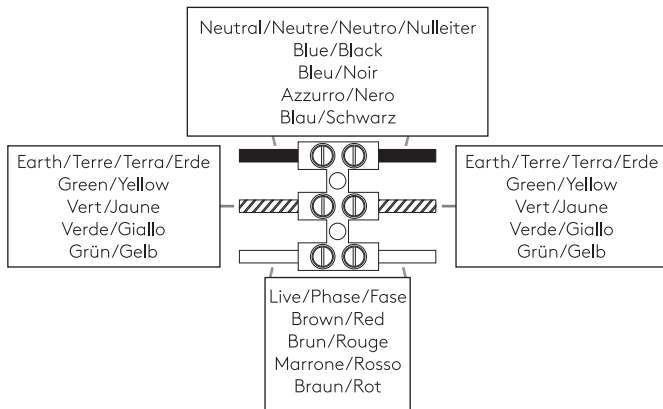 Neutral/Neutre/Neutro/Nulleiter
Blue/Black
Bleu/Noir
Azzurro/Nero
Blau/Schwarz
Earth/Terre/Terra/Erde
Green/Yellow
Vert/Jaune
Verde/Giallo
Grün/Gelb
Earth/Terre/Terra/Erde
Green/Yellow
Vert/Jaune
Verde/Giallo
Grün/Gelb
Live/Phase/Fase
Brown/Red
Brun/Rouge
Marrone/Rosso
Braun/Rot